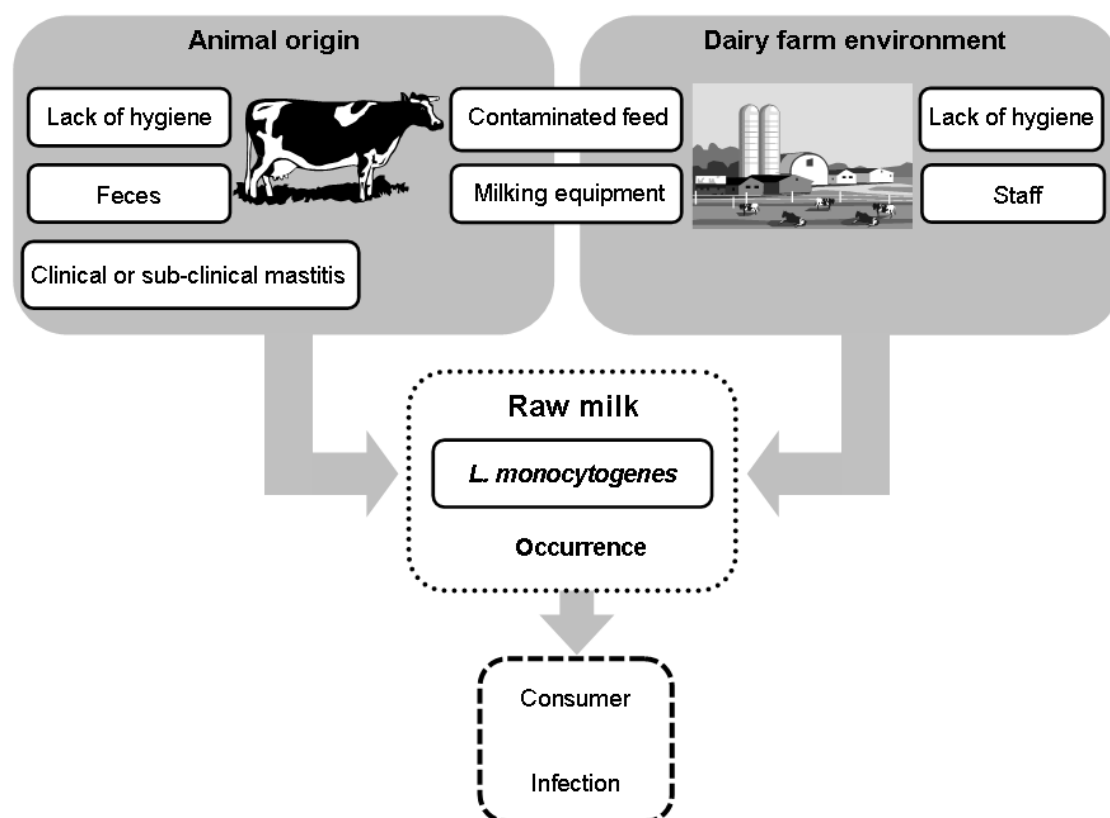 Animal origin
Dairy farm environment
Lack of hygiene
Contaminated feed
Lack of hygiene
Feces
Milking equipment
Staff
Clinical or sub-clinical mastitis
Raw milk
L. monocytogenes
Occurrence
Consumer
Infection